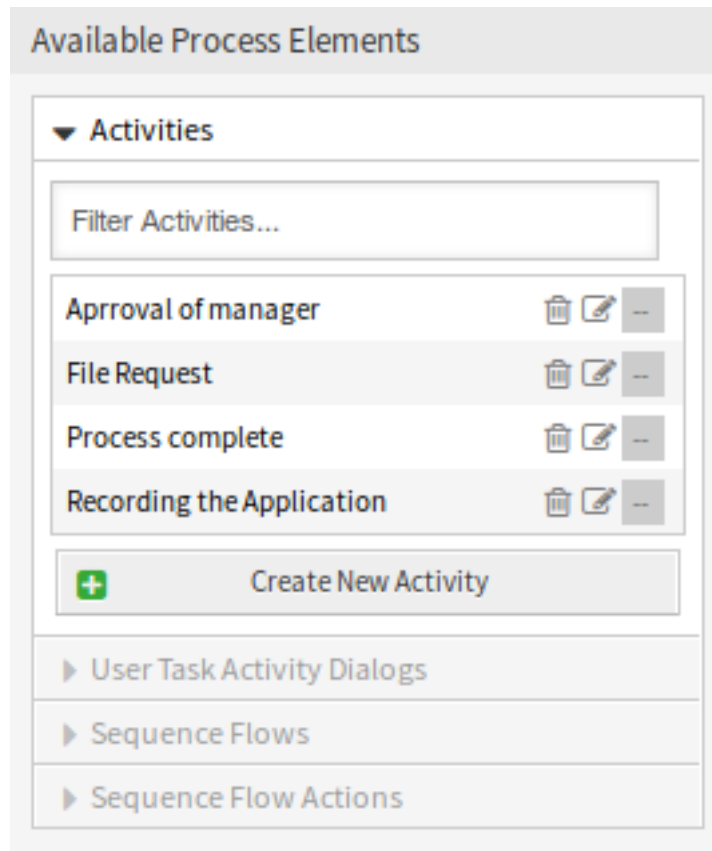 Available Process Elements
Activities
Filter Activities...
Aprroval of manager
--
File Request
--
Process complete
--
Recording the Application
--
Create New Activity
User Task Activity Dialogs
Sequence Flows
Sequence Flow Actions